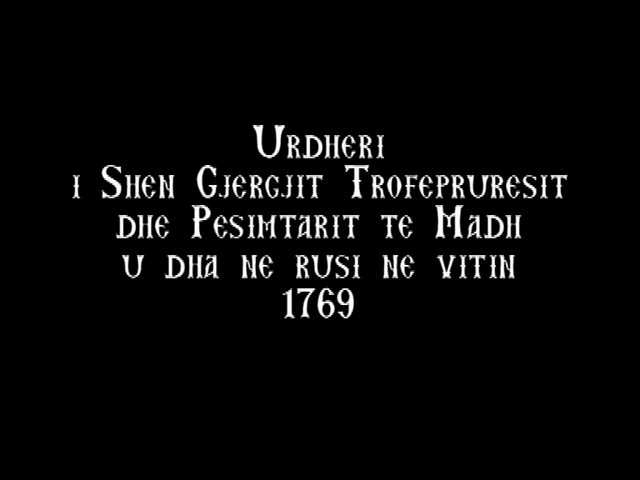 Urdheri
i Shen Gjergjit Trofepruresit
dhe Pesimtarit te Madh
u dha ne rusi ne vitin
1769